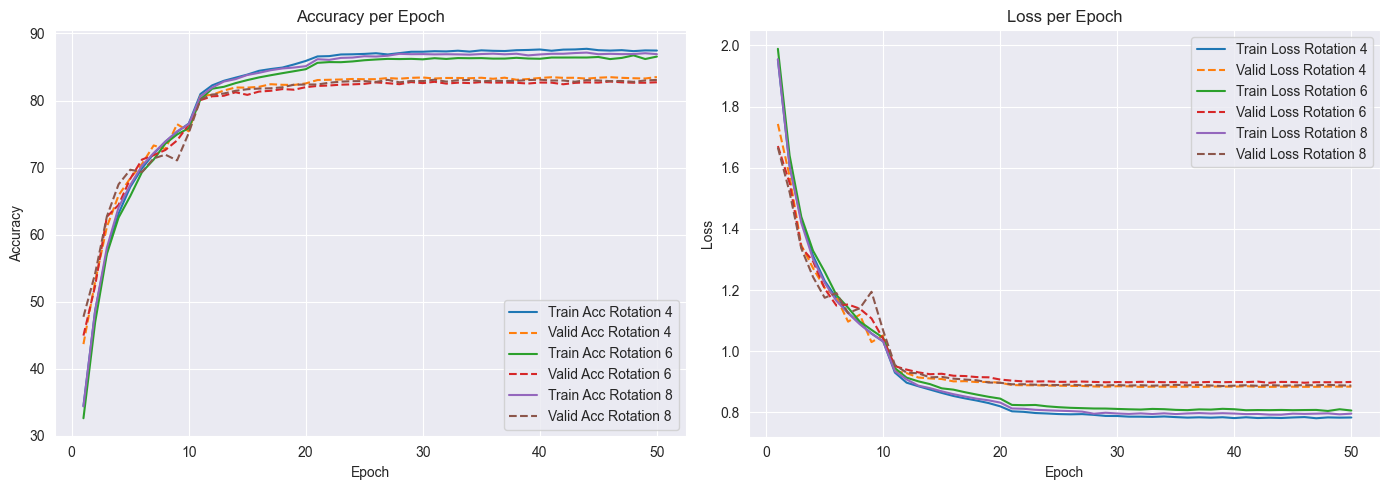 Accuracy per Epoch
90
80
70
60
50
40
30
Accuracy
0
10
20
30
40
50
Epoch
Train Acc Rotation 4
Valid Acc Rotation 4
Train Acc Rotation 6
Valid Acc Rotation 6
Train Acc Rotation 8
Valid Acc Rotation 8
Loss per Epoch
2.0
1.8
1.6
1.4
1.2
1.0
0.8
Loss
0
10
20
30
40
50
Epoch
Train Loss Rotation 4
Valid Loss Rotation 4
Train Loss Rotation 6
Valid Loss Rotation 6
Train Loss Rotation 8
Valid Loss Rotation 8